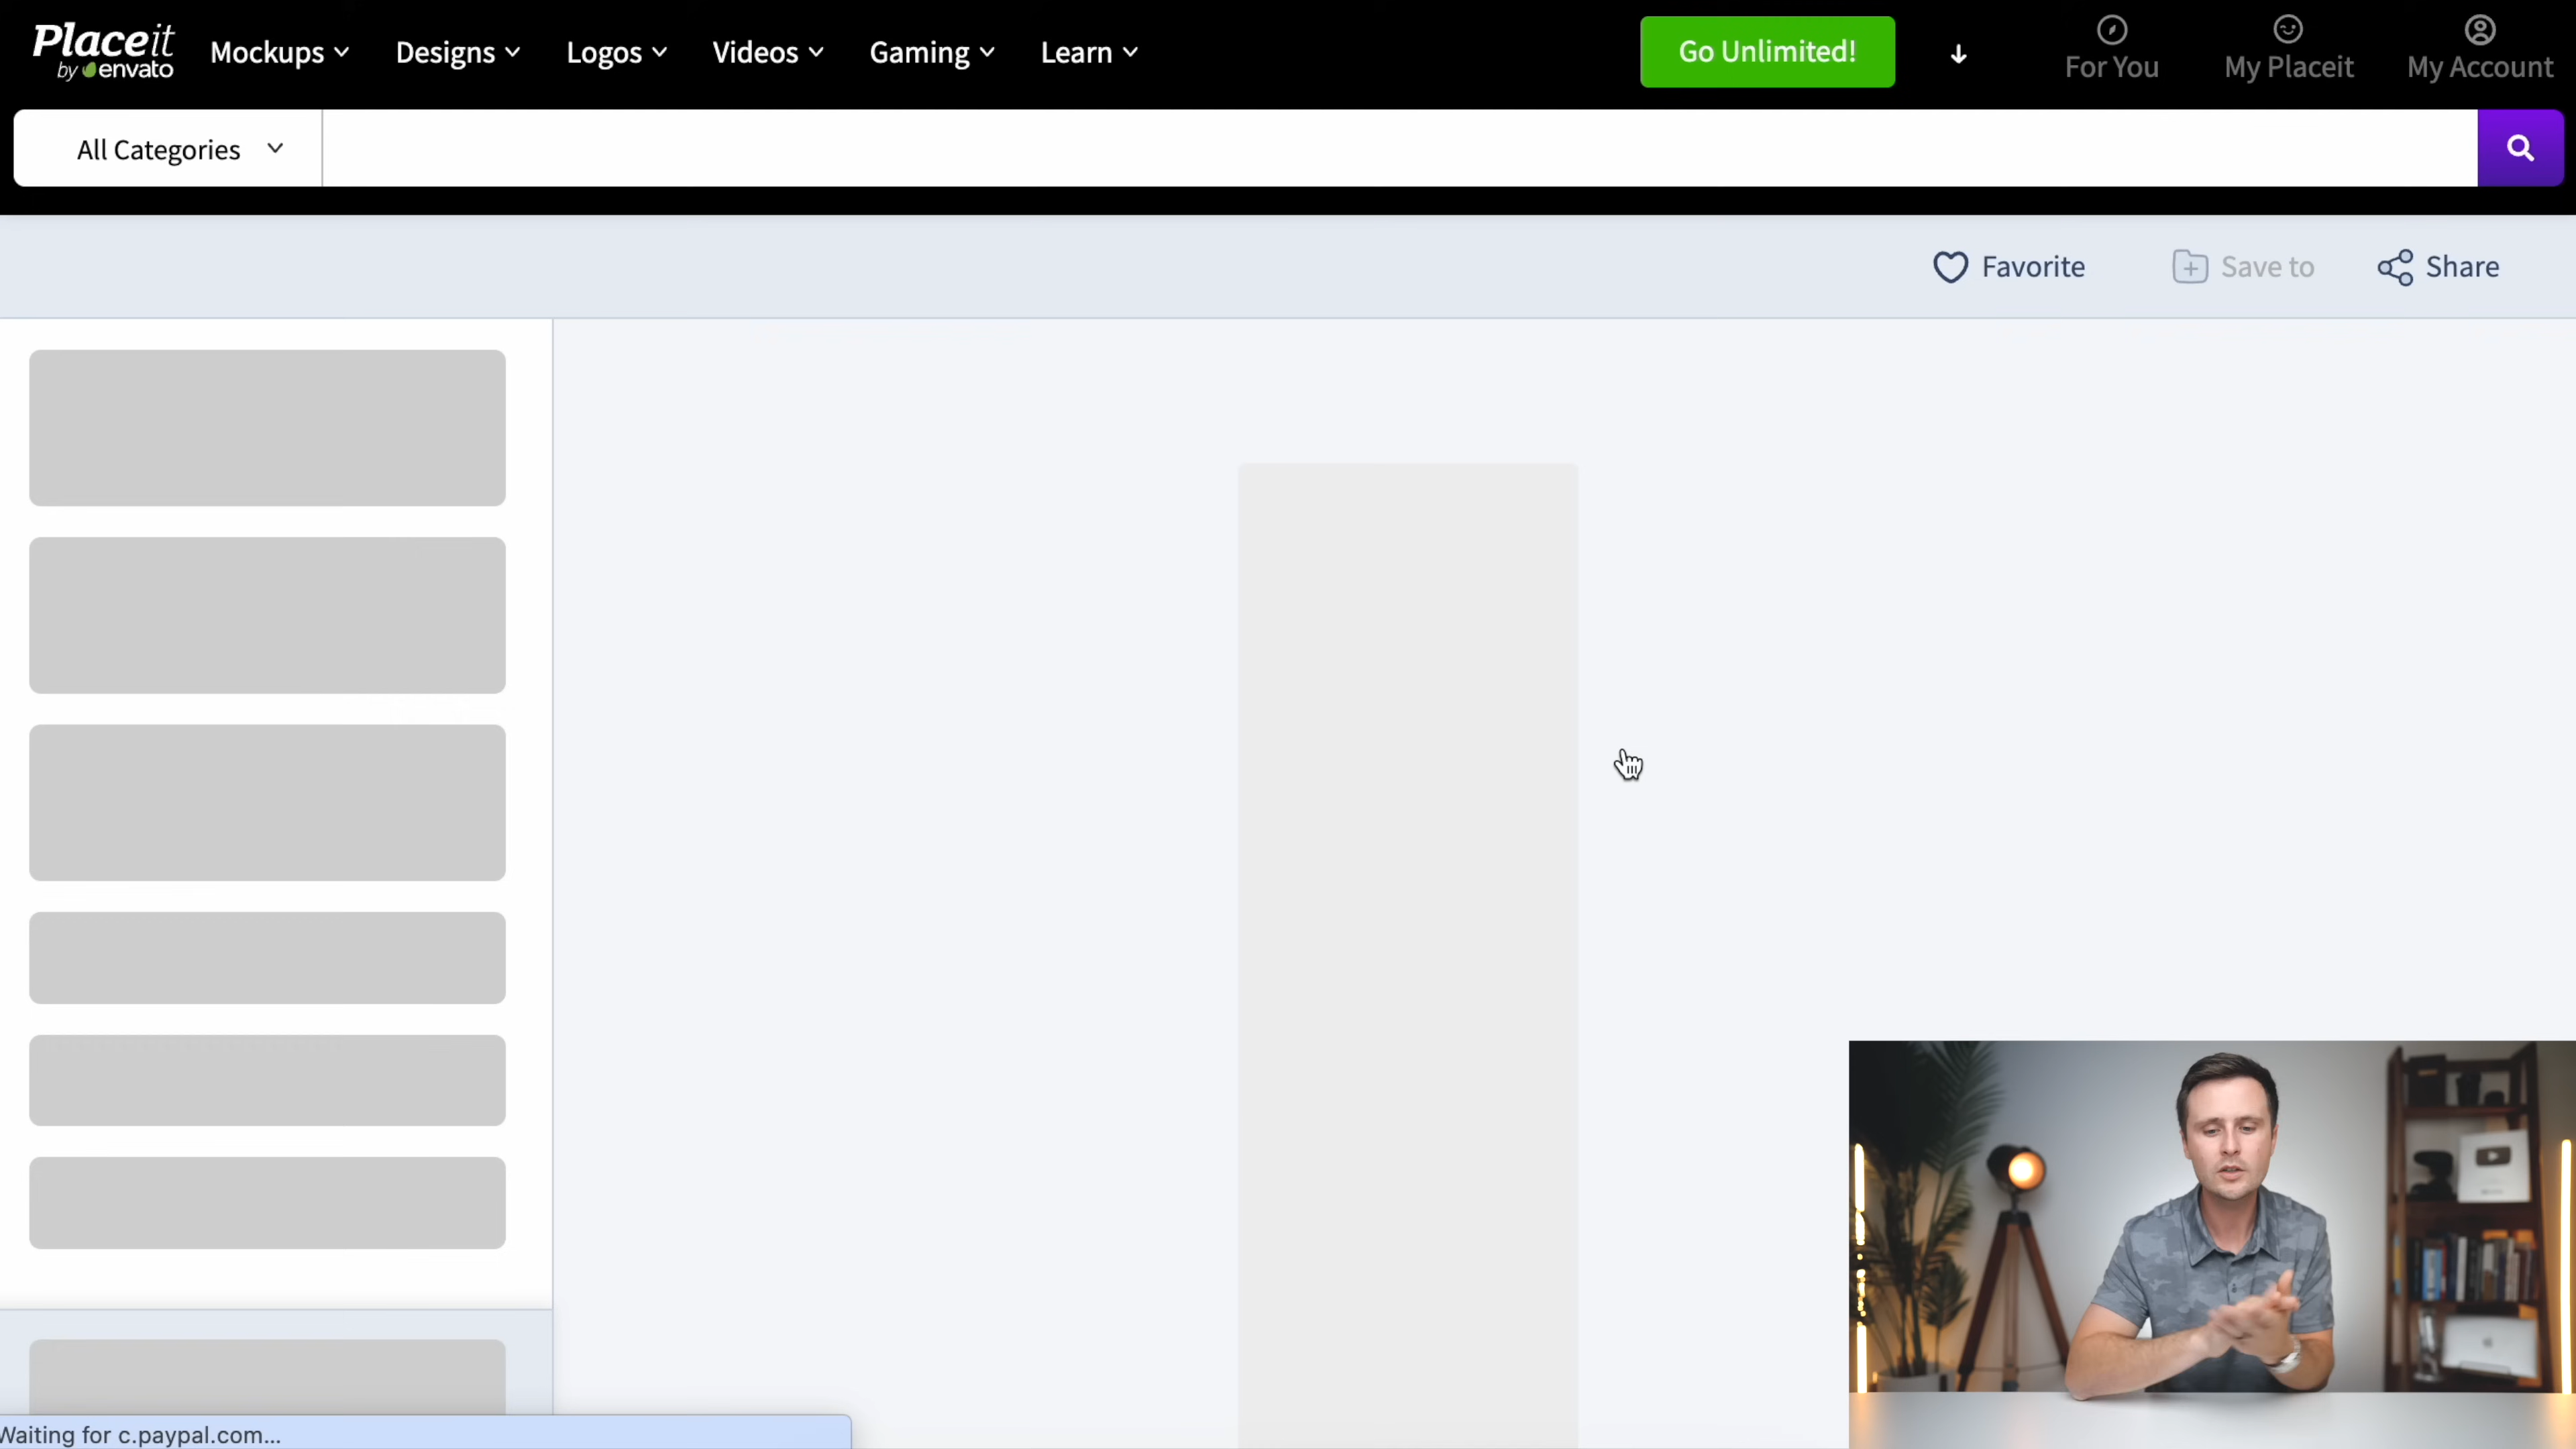 Placeit
by envato
Mockups
Designs
Logos
Videos
Gaming
Learn
Go Unlimited!
For You
My Placeit
My Account
All Categories
Favorite
Save to
Share
Waiting for c.paypal.com...